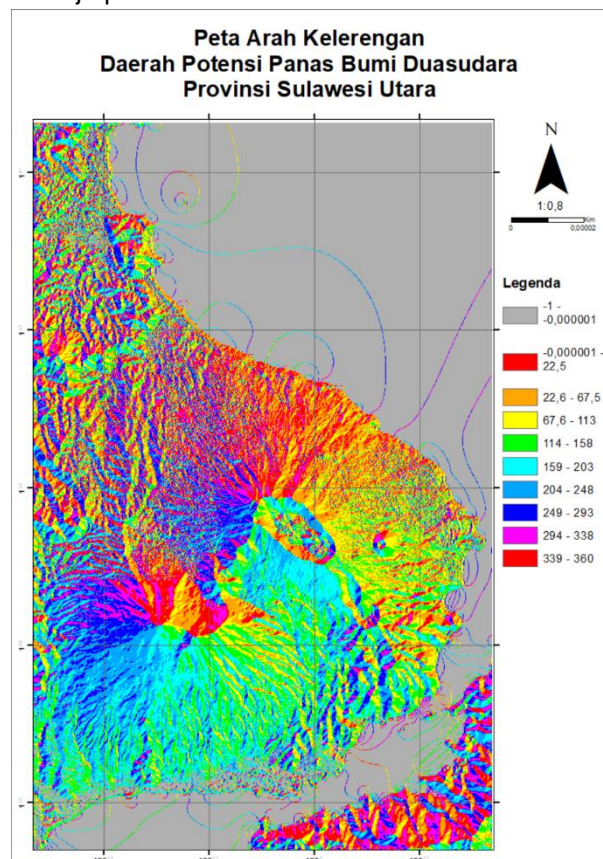 Peta Arah Kelerengan
Daerah Potensi Panas Bumi Duasudara
Provinsi Sulawesi Utara
N
1:0,8
Km
0,00002
Legenda
-1 -
-0,000001
-0,000001 -
22,5
22,6 - 67,5
67,6 - 113
114 - 158
159 - 203
204 - 248
249 - 293
294 - 338
339 - 360